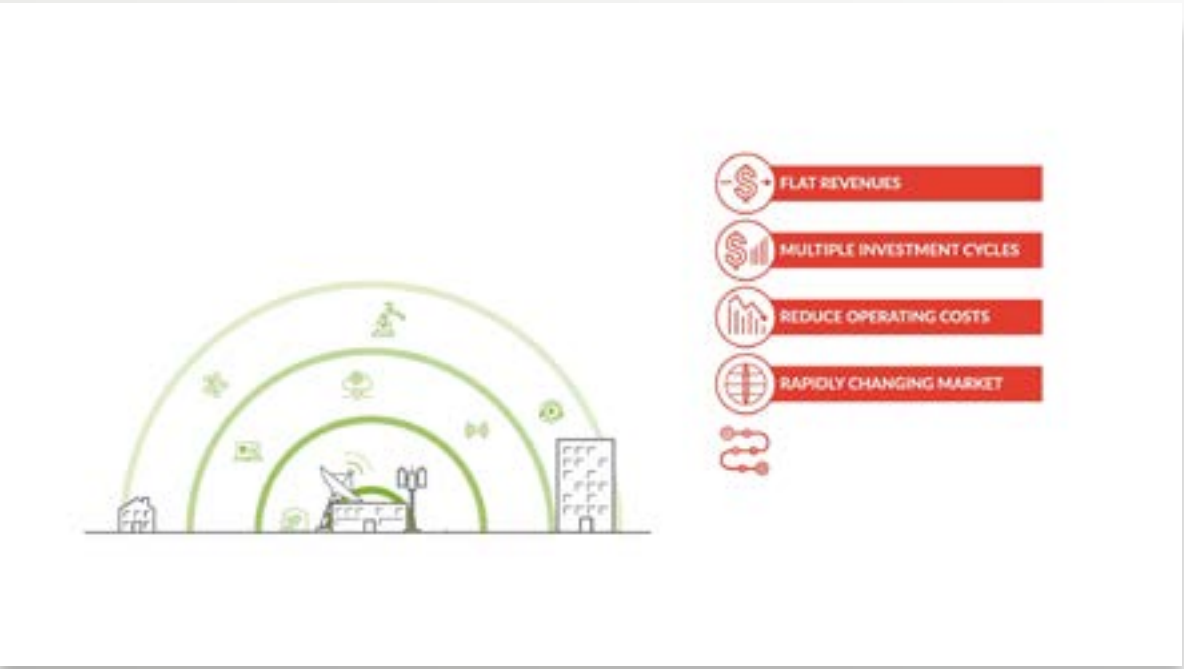 FLAT REVENUES
MULTIPLE INVESTMENT CYCLES
REDUCE OPERATING COSTS
RAPIDLY CHANGING MARKET